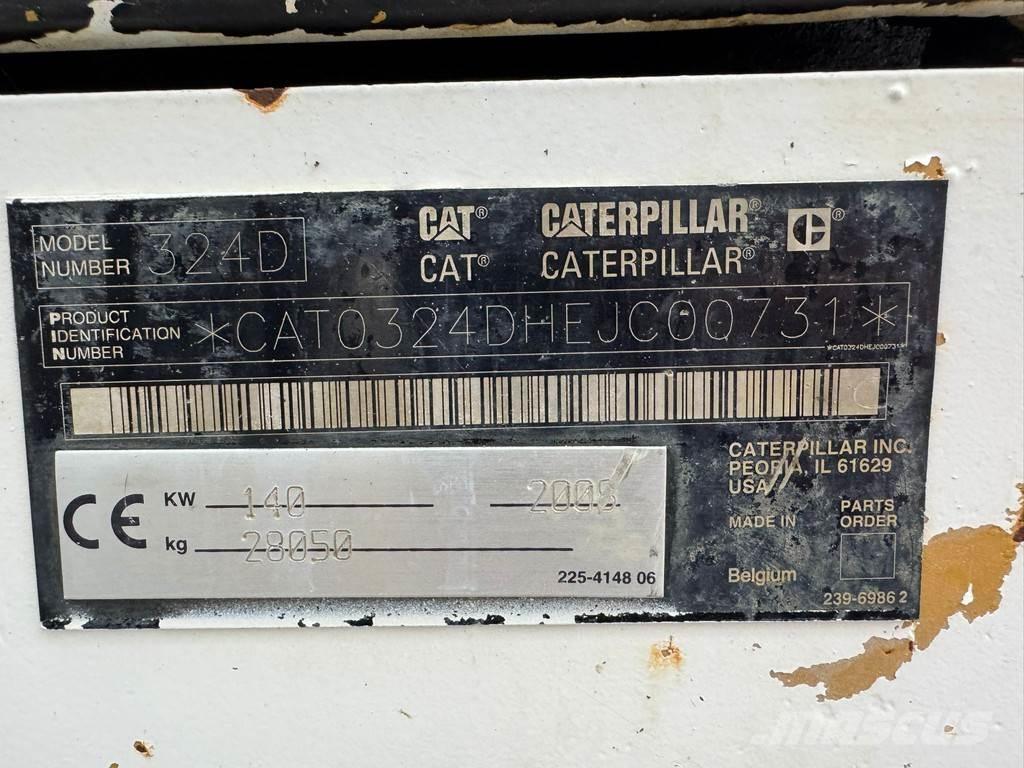 MODEL NUMBER 324D
CAT® CATERPILLAR® ®
CAT® CATERPILLAR®
PRODUCT IDENTIFICATION NUMBER *CAT0324DHEJC00731*
*CAT0324DHEJC00731*
CE
KW 140
kg 28050
225-4148 06
CATERPILLAR INC.
PEORIA, IL 61629
USA
MADE IN
Belgium
PARTS
ORDER
239-6986 2
mascus